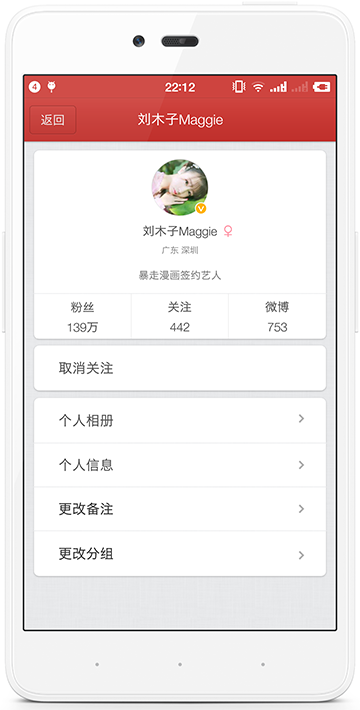 4
22:12
返回
刘木子Maggie
V
刘木子Maggie ♀
广东 深圳
暴走漫画签约艺人
粉丝 关注 微博
139万 442 753
取消关注
个人相册
个人信息
更改备注
更改分组